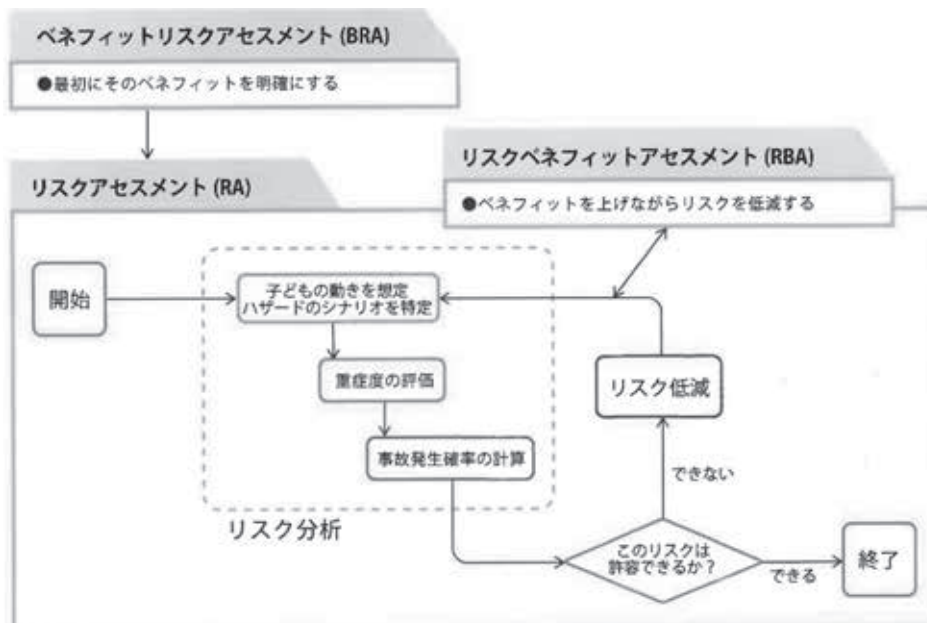 ベネフィットリスクアセスメント (BRA)
●最初にそのベネフィットを明確にする
リスクベネフィットアセスメント (RBA)
●ベネフィットを上げながらリスクを低減する
リスクアセスメント (RA)
開始
子どもの動きを想定
ハザードのシナリオを特定
重症度の評価
事故発生確率の計算
リスク分析
リスク低減
できない
このリスクは
許容できるか？
できる
終了